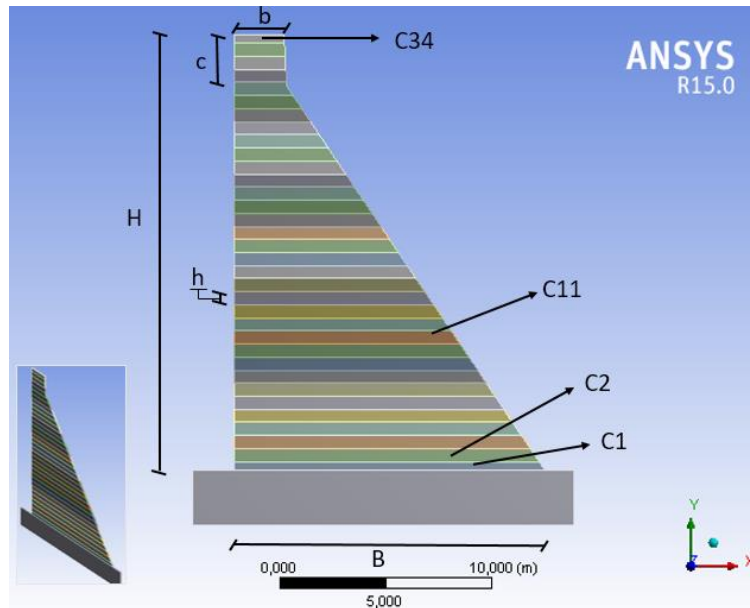 b
C34
c
ANSYS
R15.0
H
h
C11
C2
C1
B
0,000
10,000 (m)
5,000
Y
Z
X